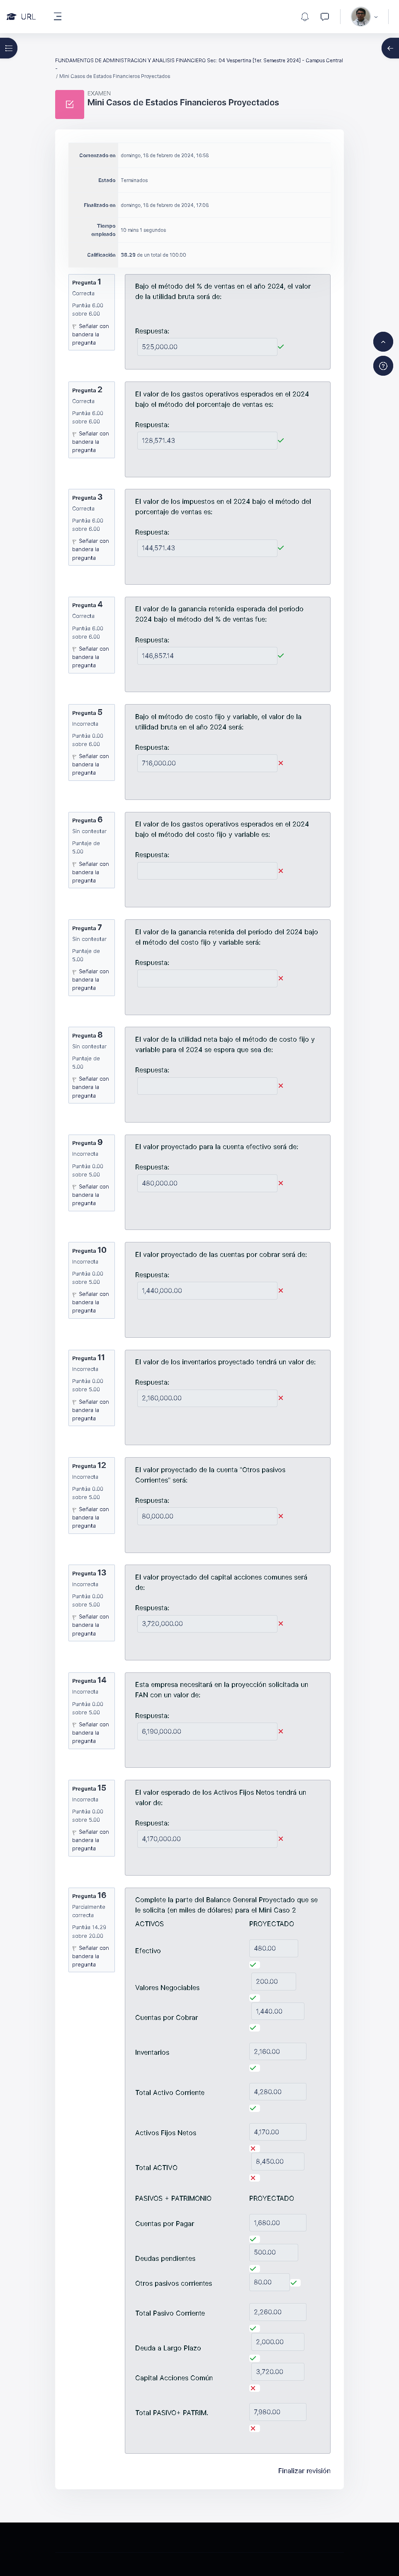 URL
FUNDAMENTOS DE ADMINISTRACION Y ANALISIS FINANCIERO Sec: 04 Vespertina [1er. Semestre 2024] - Campus Central
/ Mini Casos de Estados Financieros Proyectados
EXAMEN
Mini Casos de Estados Financieros Proyectados
Comenzado en domingo, 18 de febrero de 2024, 16:56
Estado Terminados
Finalizado en domingo, 18 de febrero de 2024, 17:06
Tiempo empleado 10 mins 1 segundos
Calificación 38.29 de un total de 100.00
Pregunta 1
Correcta
Puntúa 6.00
sobre 6.00
Señalar con
bandera la
pregunta
Bajo el método del % de ventas en el año 2024, el valor
de la utilidad bruta será de:
Respuesta:
525,000.00
Pregunta 2
Correcta
Puntúa 6.00
sobre 6.00
Señalar con
bandera la
pregunta
El valor de los gastos operativos esperados en el 2024
bajo el método del porcentaje de ventas es:
Respuesta:
128,571.43
Pregunta 3
Correcta
Puntúa 6.00
sobre 6.00
Señalar con
bandera la
pregunta
El valor de los impuestos en el 2024 bajo el método del
porcentaje de ventas es:
Respuesta:
144,571.43
Pregunta 4
Correcta
Puntúa 6.00
sobre 6.00
Señalar con
bandera la
pregunta
El valor de la ganancia retenida esperada del periodo
2024 bajo el método del % de ventas fue:
Respuesta:
146,857.14
Pregunta 5
Incorrecta
Puntúa 0.00
sobre 6.00
Señalar con
bandera la
pregunta
Bajo el método de costo fijo y variable, el valor de la
utilidad bruta en el año 2024 será:
Respuesta:
716,000.00
Pregunta 6
Sin contestar
Puntaje de
5.00
Señalar con
bandera la
pregunta
El valor de los gastos operativos esperados en el 2024
bajo el método del costo fijo y variable es:
Respuesta:
Pregunta 7
Sin contestar
Puntaje de
5.00
Señalar con
bandera la
pregunta
El valor de la ganancia retenida del periodo del 2024 bajo
el método del costo fijo y variable será:
Respuesta:
Pregunta 8
Sin contestar
Puntaje de
5.00
Señalar con
bandera la
pregunta
El valor de la utilidad neta bajo el método de costo fijo y
variable para el 2024 se espera que sea de:
Respuesta:
Pregunta 9
Incorrecta
Puntúa 0.00
sobre 5.00
Señalar con
bandera la
pregunta
El valor proyectado para la cuenta efectivo será de:
Respuesta:
480,000.00
Pregunta 10
Incorrecta
Puntúa 0.00
sobre 5.00
Señalar con
bandera la
pregunta
El valor proyectado de las cuentas por cobrar será de:
Respuesta:
1,440,000.00
Pregunta 11
Incorrecta
Puntúa 0.00
sobre 5.00
Señalar con
bandera la
pregunta
El valor de los inventarios proyectado tendrá un valor de:
Respuesta:
2,160,000.00
Pregunta 12
Incorrecta
Puntúa 0.00
sobre 5.00
Señalar con
bandera la
pregunta
El valor proyectado de la cuenta "Otros pasivos
Corrientes" será:
Respuesta:
80,000.00
Pregunta 13
Incorrecta
Puntúa 0.00
sobre 5.00
Señalar con
bandera la
pregunta
El valor proyectado del capital acciones comunes será
de:
Respuesta:
3,720,000.00
Pregunta 14
Incorrecta
Puntúa 0.00
sobre 5.00
Señalar con
bandera la
pregunta
Esta empresa necesitará en la proyección solicitada un
FAN con un valor de:
Respuesta:
6,190,000.00
Pregunta 15
Incorrecta
Puntúa 0.00
sobre 5.00
Señalar con
bandera la
pregunta
El valor esperado de los Activos Fijos Netos tendrá un
valor de:
Respuesta:
4,170,000.00
Pregunta 16
Parcialmente
correcta
Puntúa 14.29
sobre 20.00
Señalar con
bandera la
pregunta
Complete la parte del Balance General Proyectado que se
le solicita (en miles de dólares) para el Mini Caso 2
ACTIVOS PROYECTADO
Efectivo 480.00
Valores Negociables 200.00
Cuentas por Cobrar 1,440.00
Inventarios 2,160.00
Total Activo Corriente 4,280.00
Activos Fijos Netos 4,170.00
Total ACTIVO 8,450.00
PASIVOS + PATRIMONIO PROYECTADO
Cuentas por Pagar 1,680.00
Deudas pendientes 500.00
Otros pasivos corrientes 80.00
Total Pasivo Corriente 2,260.00
Deuda a Largo Plazo 2,000.00
Capital Acciones Común 3,720.00
Total PASIVO+ PATRIM. 7,980.00
Finalizar revisión